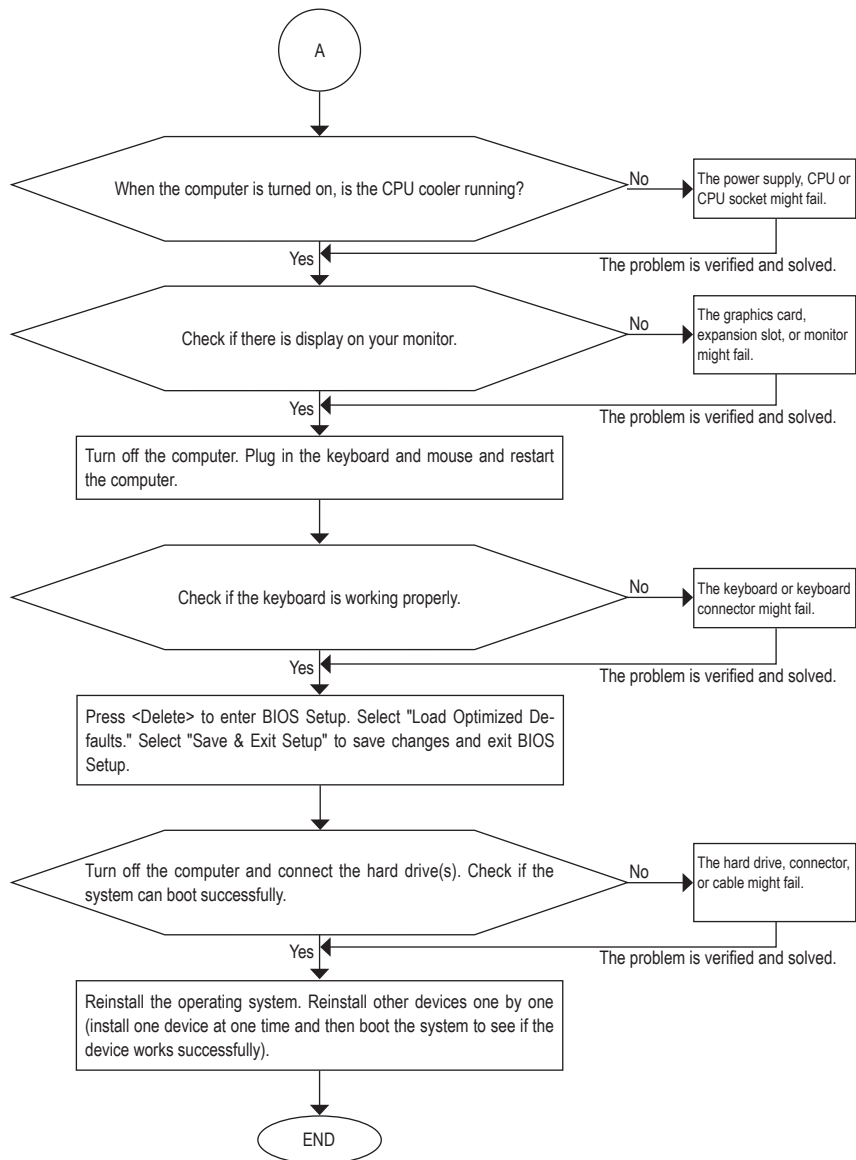 A
When the computer is turned on, is the CPU cooler running?
No
The power supply, CPU or
CPU socket might fail.
Yes
The problem is verified and solved.
Check if there is display on your monitor.
No
The graphics card,
expansion slot, or monitor
might fail.
Yes
The problem is verified and solved.
Turn off the computer. Plug in the keyboard and mouse and restart
the computer.
Check if the keyboard is working properly.
No
The keyboard or keyboard
connector might fail.
Yes
The problem is verified and solved.
Press <Delete> to enter BIOS Setup. Select "Load Optimized De-
faults." Select "Save & Exit Setup" to save changes and exit BIOS
Setup.
Turn off the computer and connect the hard drive(s). Check if the
system can boot successfully.
No
The hard drive, connector,
or cable might fail.
Yes
The problem is verified and solved.
Reinstall the operating system. Reinstall other devices one by one
(install one device at one time and then boot the system to see if the
device works successfully).
END